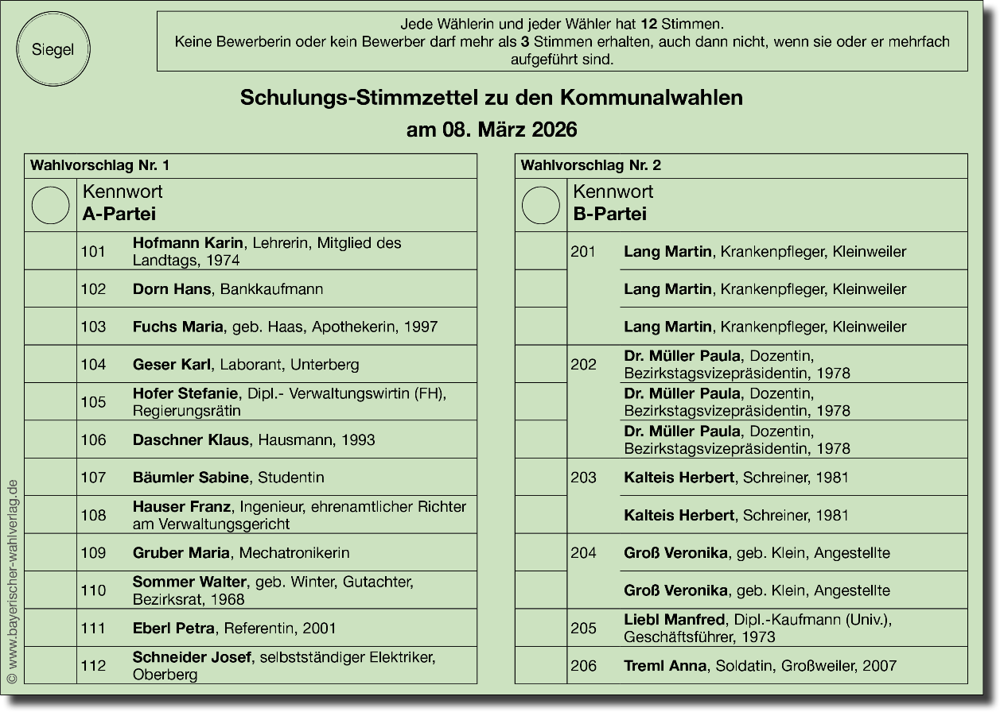 Siegel
Jede Wählerin und jeder Wähler hat 12 Stimmen.
Keine Bewerberin oder kein Bewerber darf mehr als 3 Stimmen erhalten, auch dann nicht, wenn sie oder er mehrfach
aufgeführt sind.
Schulungs-Stimmzettel zu den Kommunalwahlen
am 08. März 2026
Wahlvorschlag Nr. 1
Kennwort
A-Partei
101 Hofmann Karin, Lehrerin, Mitglied des
Landtags, 1974
102 Dorn Hans, Bankkaufmann
103 Fuchs Maria, geb. Haas, Apothekerin, 1997
104 Geser Karl, Laborant, Unterberg
105 Hofer Stefanie, Dipl.- Verwaltungswirtin (FH),
Regierungsrätin
106 Daschner Klaus, Hausmann, 1993
107 Bäumler Sabine, Studentin
108 Hauser Franz, Ingenieur, ehrenamtlicher Richter
am Verwaltungsgericht
109 Gruber Maria, Mechatronikerin
110 Sommer Walter, geb. Winter, Gutachter,
Bezirksrat, 1968
111 Eberl Petra, Referentin, 2001
112 Schneider Josef, selbstständiger Elektriker,
Oberberg
Wahlvorschlag Nr. 2
Kennwort
B-Partei
201 Lang Martin, Krankenpfleger, Kleinweiler
Lang Martin, Krankenpfleger, Kleinweiler
Lang Martin, Krankenpfleger, Kleinweiler
202 Dr. Müller Paula, Dozentin,
Bezirkstagsvizepräsidentin, 1978
Dr. Müller Paula, Dozentin,
Bezirkstagsvizepräsidentin, 1978
Dr. Müller Paula, Dozentin,
Bezirkstagsvizepräsidentin, 1978
203 Kalteis Herbert, Schreiner, 1981
Kalteis Herbert, Schreiner, 1981
204 Groß Veronika, geb. Klein, Angestellte
Groß Veronika, geb. Klein, Angestellte
205 Liebl Manfred, Dipl.-Kaufmann (Univ.),
Geschäftsführer, 1973
206 Treml Anna, Soldatin, Großweiler, 2007
© www.bayerischer-wahlverlag.de